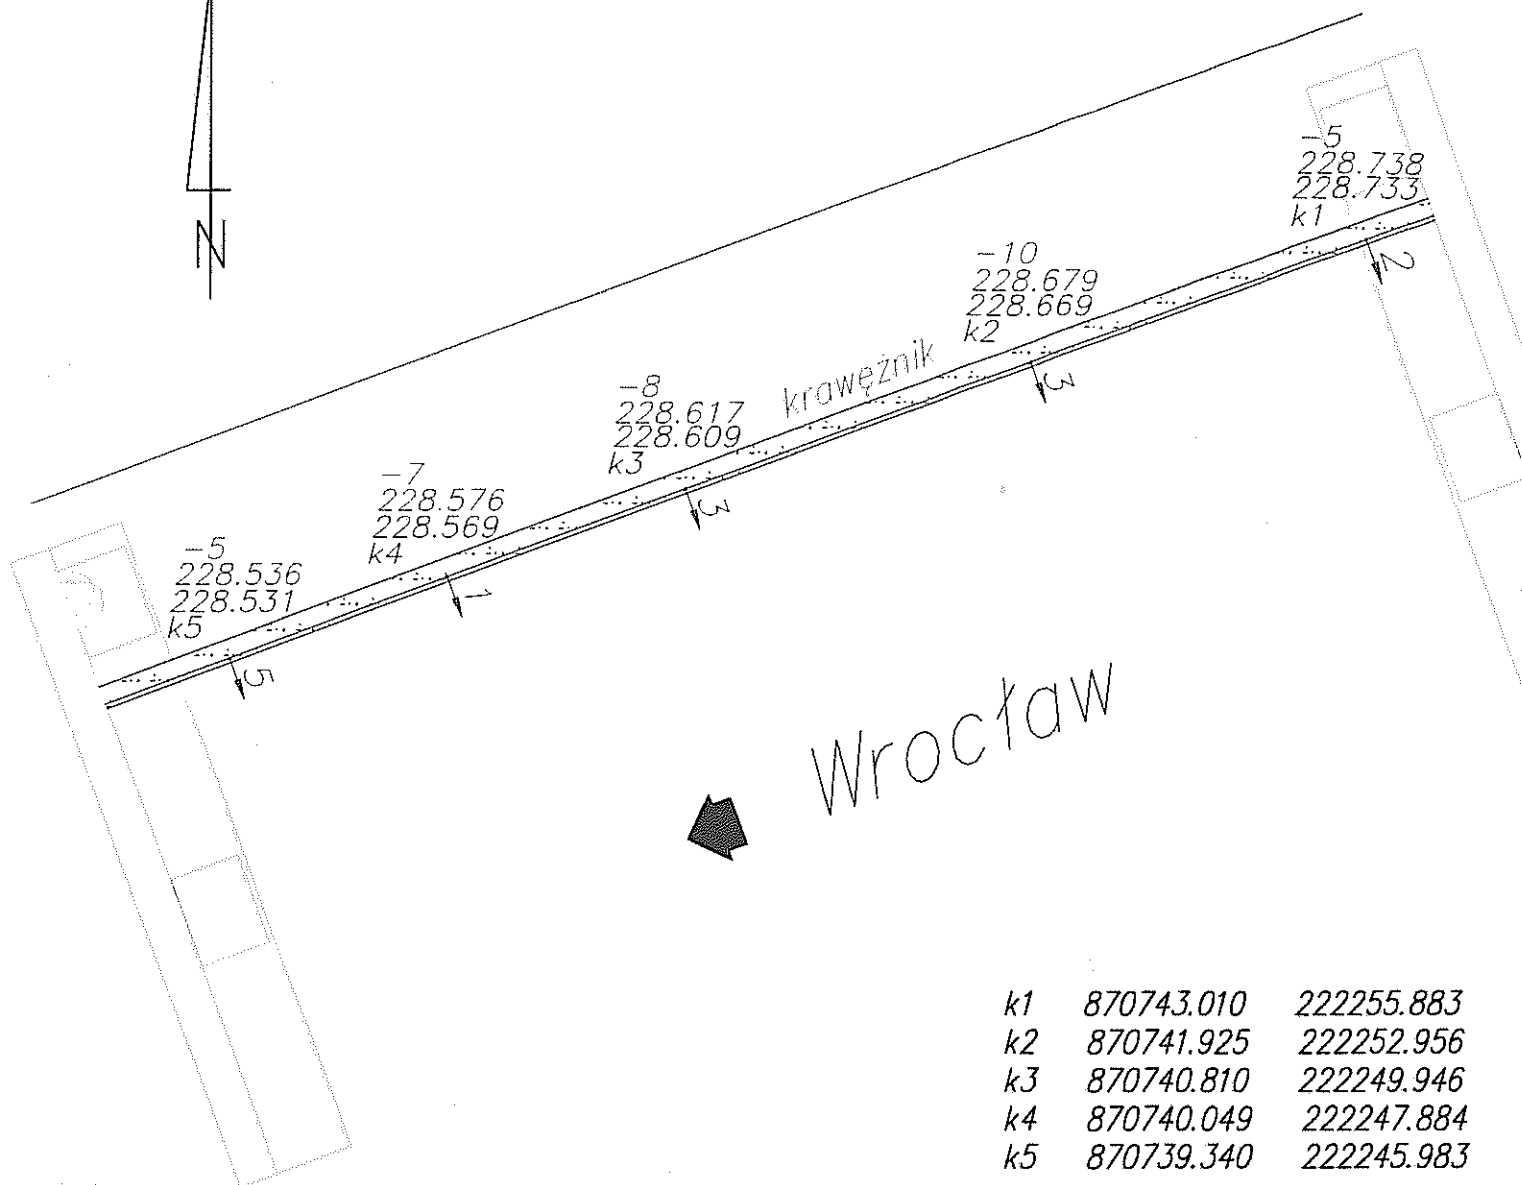 N
-5
228.738
228.733
k1
2
-10
228.679
228.669
k2
3
krawężnik
-8
228.617
228.609
k3
3
-7
228.576
228.569
k4
1
-5
228.536
228.531
k5
5
Wrocław
k1 870743.010 222255.883
k2 870741.925 222252.956
k3 870740.810 222249.946
k4 870740.049 222247.884
k5 870739.340 222245.983